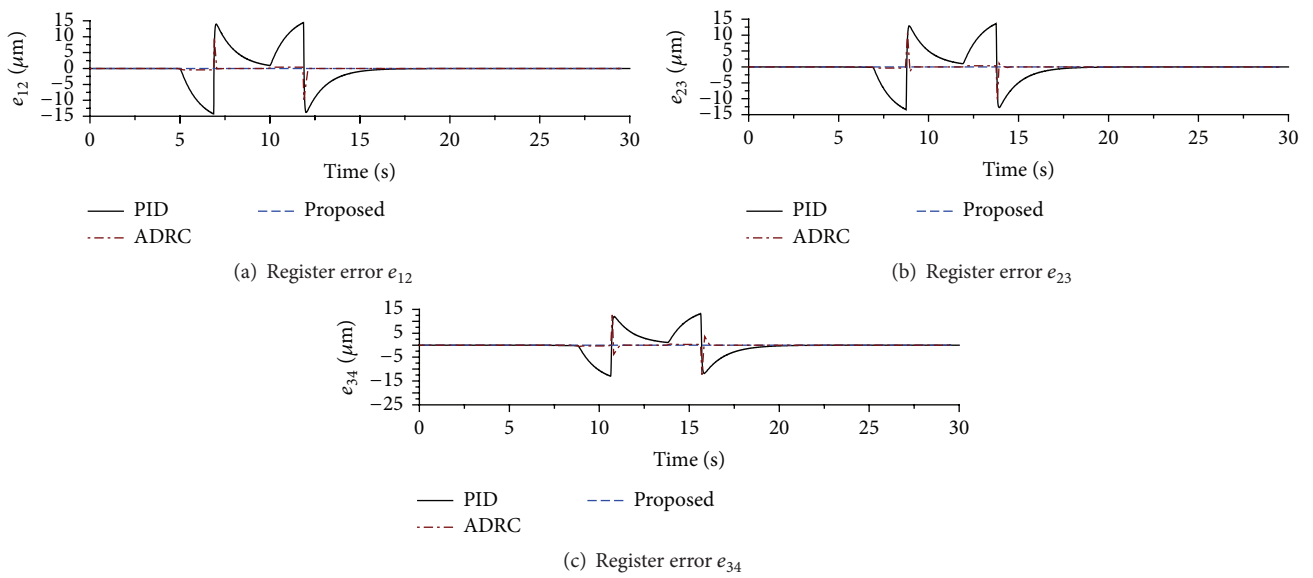 15
10
5
0
−5
−10
−15
e12 (μm)
0 5 10 15 20 25 30
Time (s)
PID
Proposed
ADRC
(a) Register error e12
15
10
5
0
−5
−10
−15
e23 (μm)
0 5 10 15 20 25 30
Time (s)
PID
Proposed
ADRC
(b) Register error e23
15
5
−5
−15
−25
e34 (μm)
0 5 10 15 20 25 30
Time (s)
PID
Proposed
ADRC
(c) Register error e34